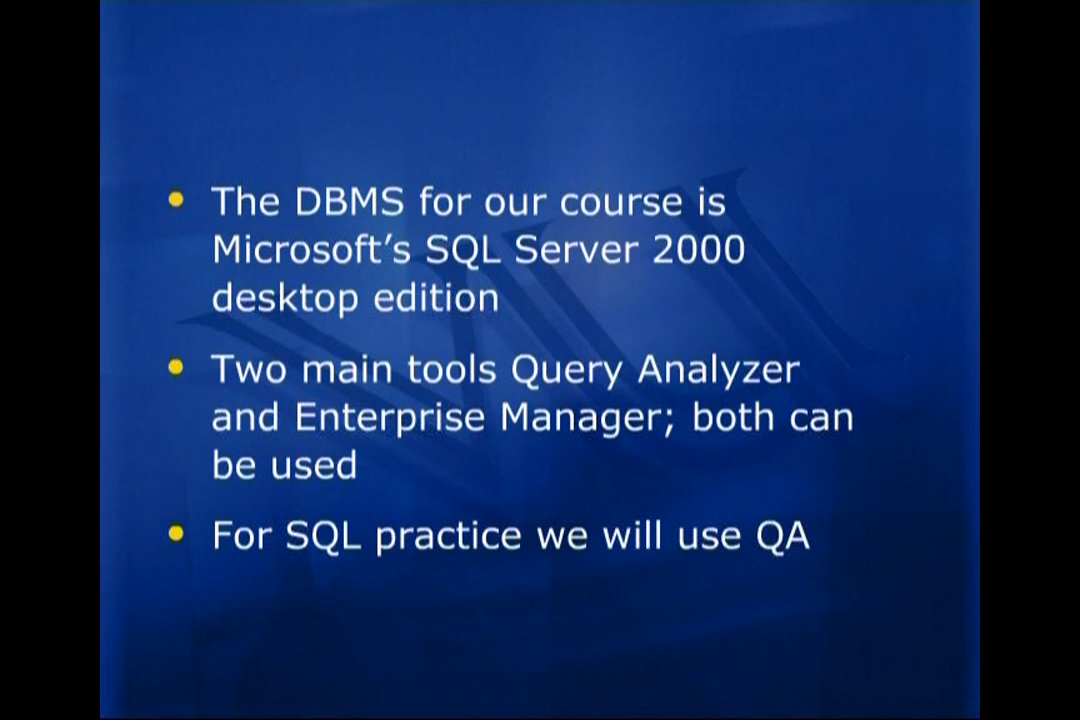 • The DBMS for our course is
Microsoft’s SQL Server 2000
desktop edition
• Two main tools Query Analyzer
and Enterprise Manager; both can
be used
• For SQL practice we will use QA
VU